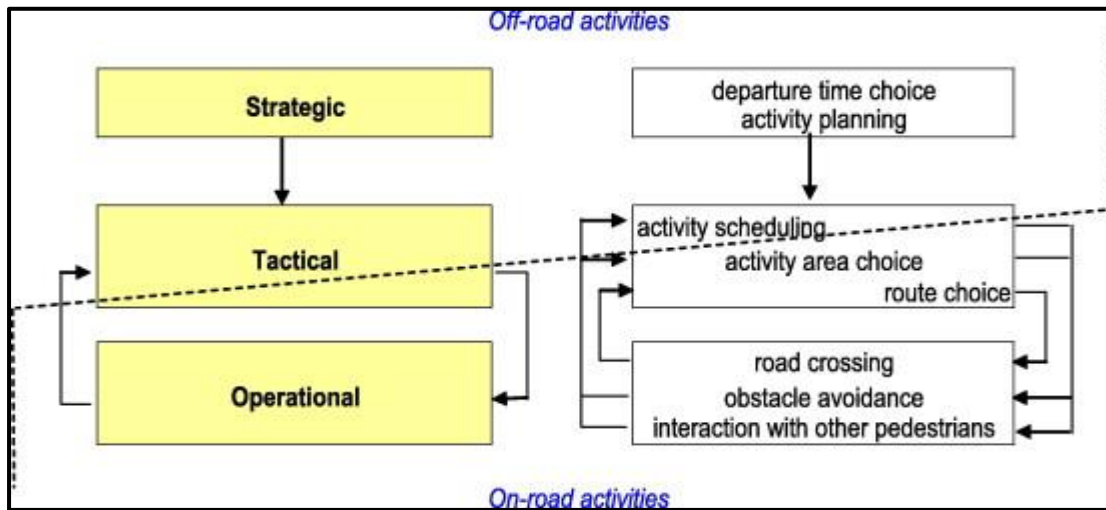 Off-road activities
Strategic
departure time choice
activity planning
Tactical
activity scheduling
activity area choice
route choice
Operational
road crossing
obstacle avoidance
interaction with other pedestrians
On-road activities